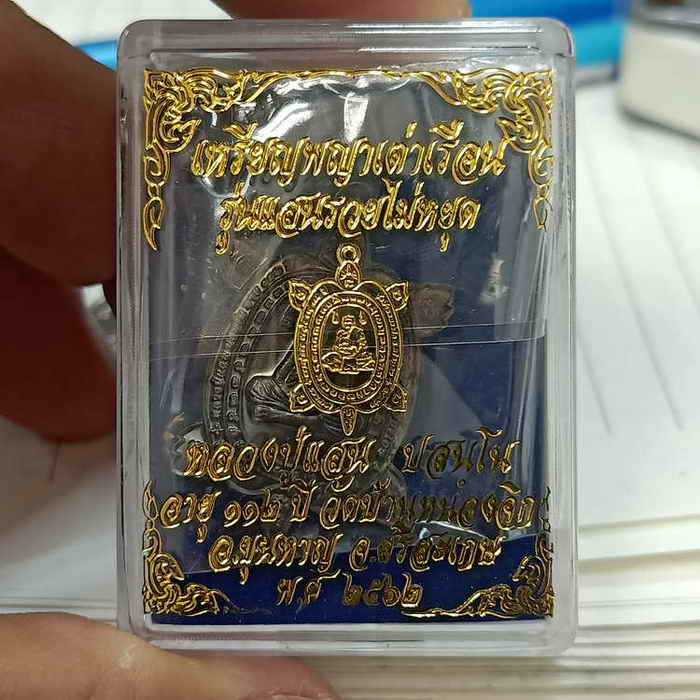 เหรียญพญาเต่าเรือน
รุ่นแสนรวยไม่หยุด
หลวงปู่แสน ปสนฺโน
อายุ ๑๑๒ ปี วัดบ้านหนองจิก
อ.ขุนหาญ จ.ศรีสะเกษ
พ.ศ ๒๕๖๒